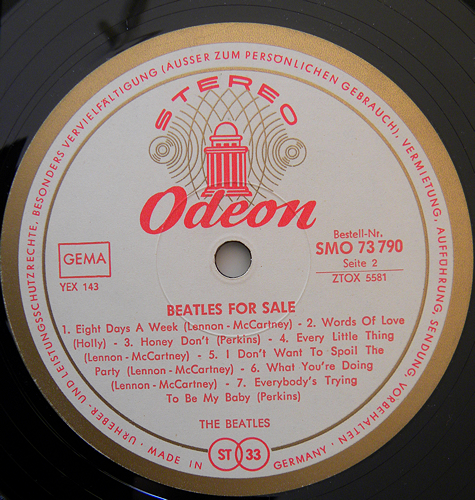 URHEBER- UND LEISTUNGSSCHUTZRECHTE, BESONDERS VERVIELFÄLTIGUNG (AUSSER ZUM PERSÖNLICHEN GEBRAUCH), VERMIETUNG, AUFFÜHRUNG, SENDUNG, VORBEHALTEN
STEREO
Odeon
Bestell-Nr.
SMO 73 790
Seite 2
ZTOX 5581
GEMA
YEX 143
BEATLES FOR SALE
1. Eight Days A Week (Lennon - McCartney) - 2. Words Of Love
(Holly) - 3. Honey Don't (Perkins) - 4. Every Little Thing
(Lennon - McCartney) - 5. I Don't Want To Spoil The
Party (Lennon - McCartney) - 6. What You're Doing
(Lennon - McCartney) - 7. Everybody's Trying
To Be My Baby (Perkins)
THE BEATLES
MADE IN GERMANY
ST 33